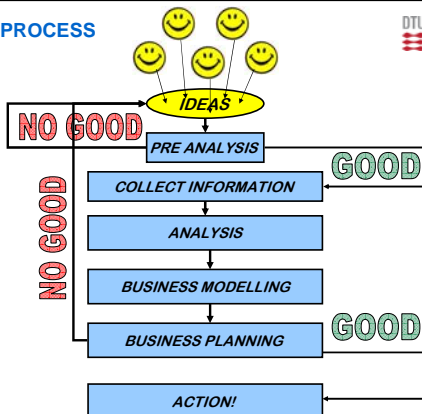 PROCESS
DTU
IDEAS
NO GOOD
PRE ANALYSIS
GOOD
COLLECT INFORMATION
NO GOOD
ANALYSIS
BUSINESS MODELLING
GOOD
BUSINESS PLANNING
ACTION!